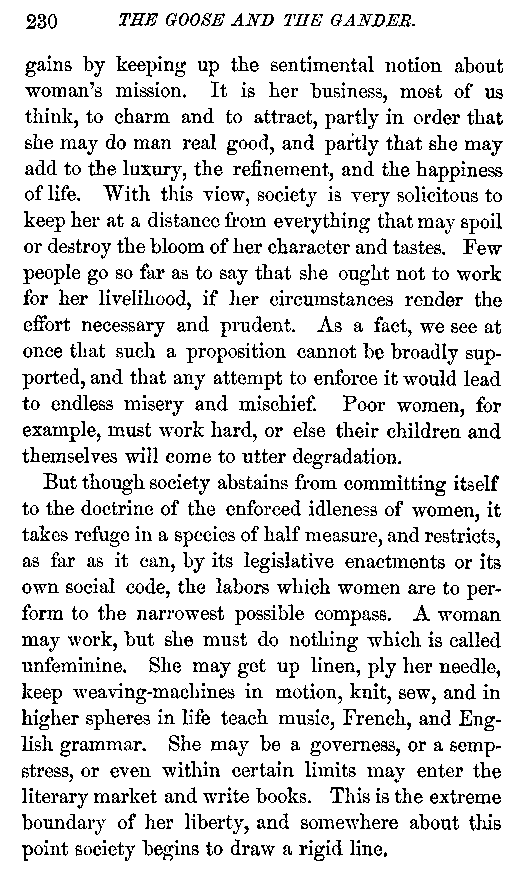 230 THE GOOSE AND THE GANDER.
gains by keeping up the sentimental notion about
woman's mission. It is her business, most of us
think, to charm and to attract, partly in order that
she may do man real good, and partly that she may
add to the luxury, the refinement, and the happiness
of life. With this view, society is very solicitous to
keep her at a distance from everything that may spoil
or destroy the bloom of her character and tastes. Few
people go so far as to say that she ought not to work
for her livelihood, if her circumstances render the
effort necessary and prudent. As a fact, we see at
once that such a proposition cannot be broadly sup-
ported, and that any attempt to enforce it would lead
to endless misery and mischief. Poor women, for
example, must work hard, or else their children and
themselves will come to utter degradation.
But though society abstains from committing itself
to the doctrine of the enforced idleness of women, it
takes refuge in a species of half measure, and restricts,
as far as it can, by its legislative enactments or its
own social code, the labors which women are to per-
form to the narrowest possible compass. A woman
may work, but she must do nothing which is called
unfeminine. She may get up linen, ply her needle,
keep weaving-machines in motion, knit, sew, and in
higher spheres in life teach music, French, and Eng-
lish grammar. She may be a governess, or a semp-
stress, or even within certain limits may enter the
literary market and write books. This is the extreme
boundary of her liberty, and somewhere about this
point society begins to draw a rigid line.